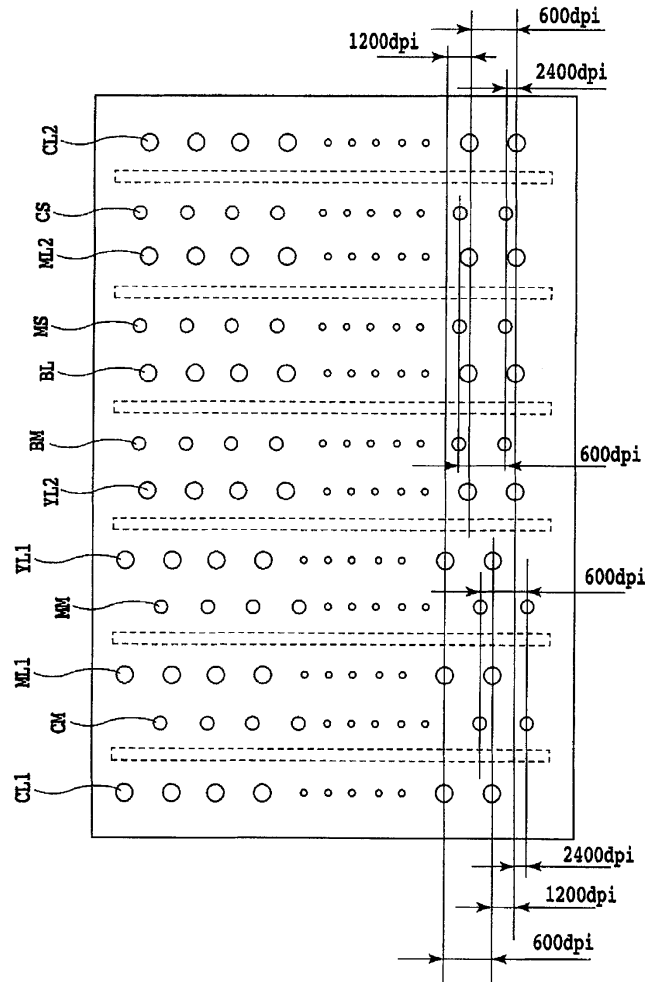 600dpi
1200dpi
2400dpi
CL2
CS
ML2
MS
BL
BM
600dpi
YL2
YL1
600dpi
MM
ML1
CM
CL1
2400dpi
1200dpi
600dpi